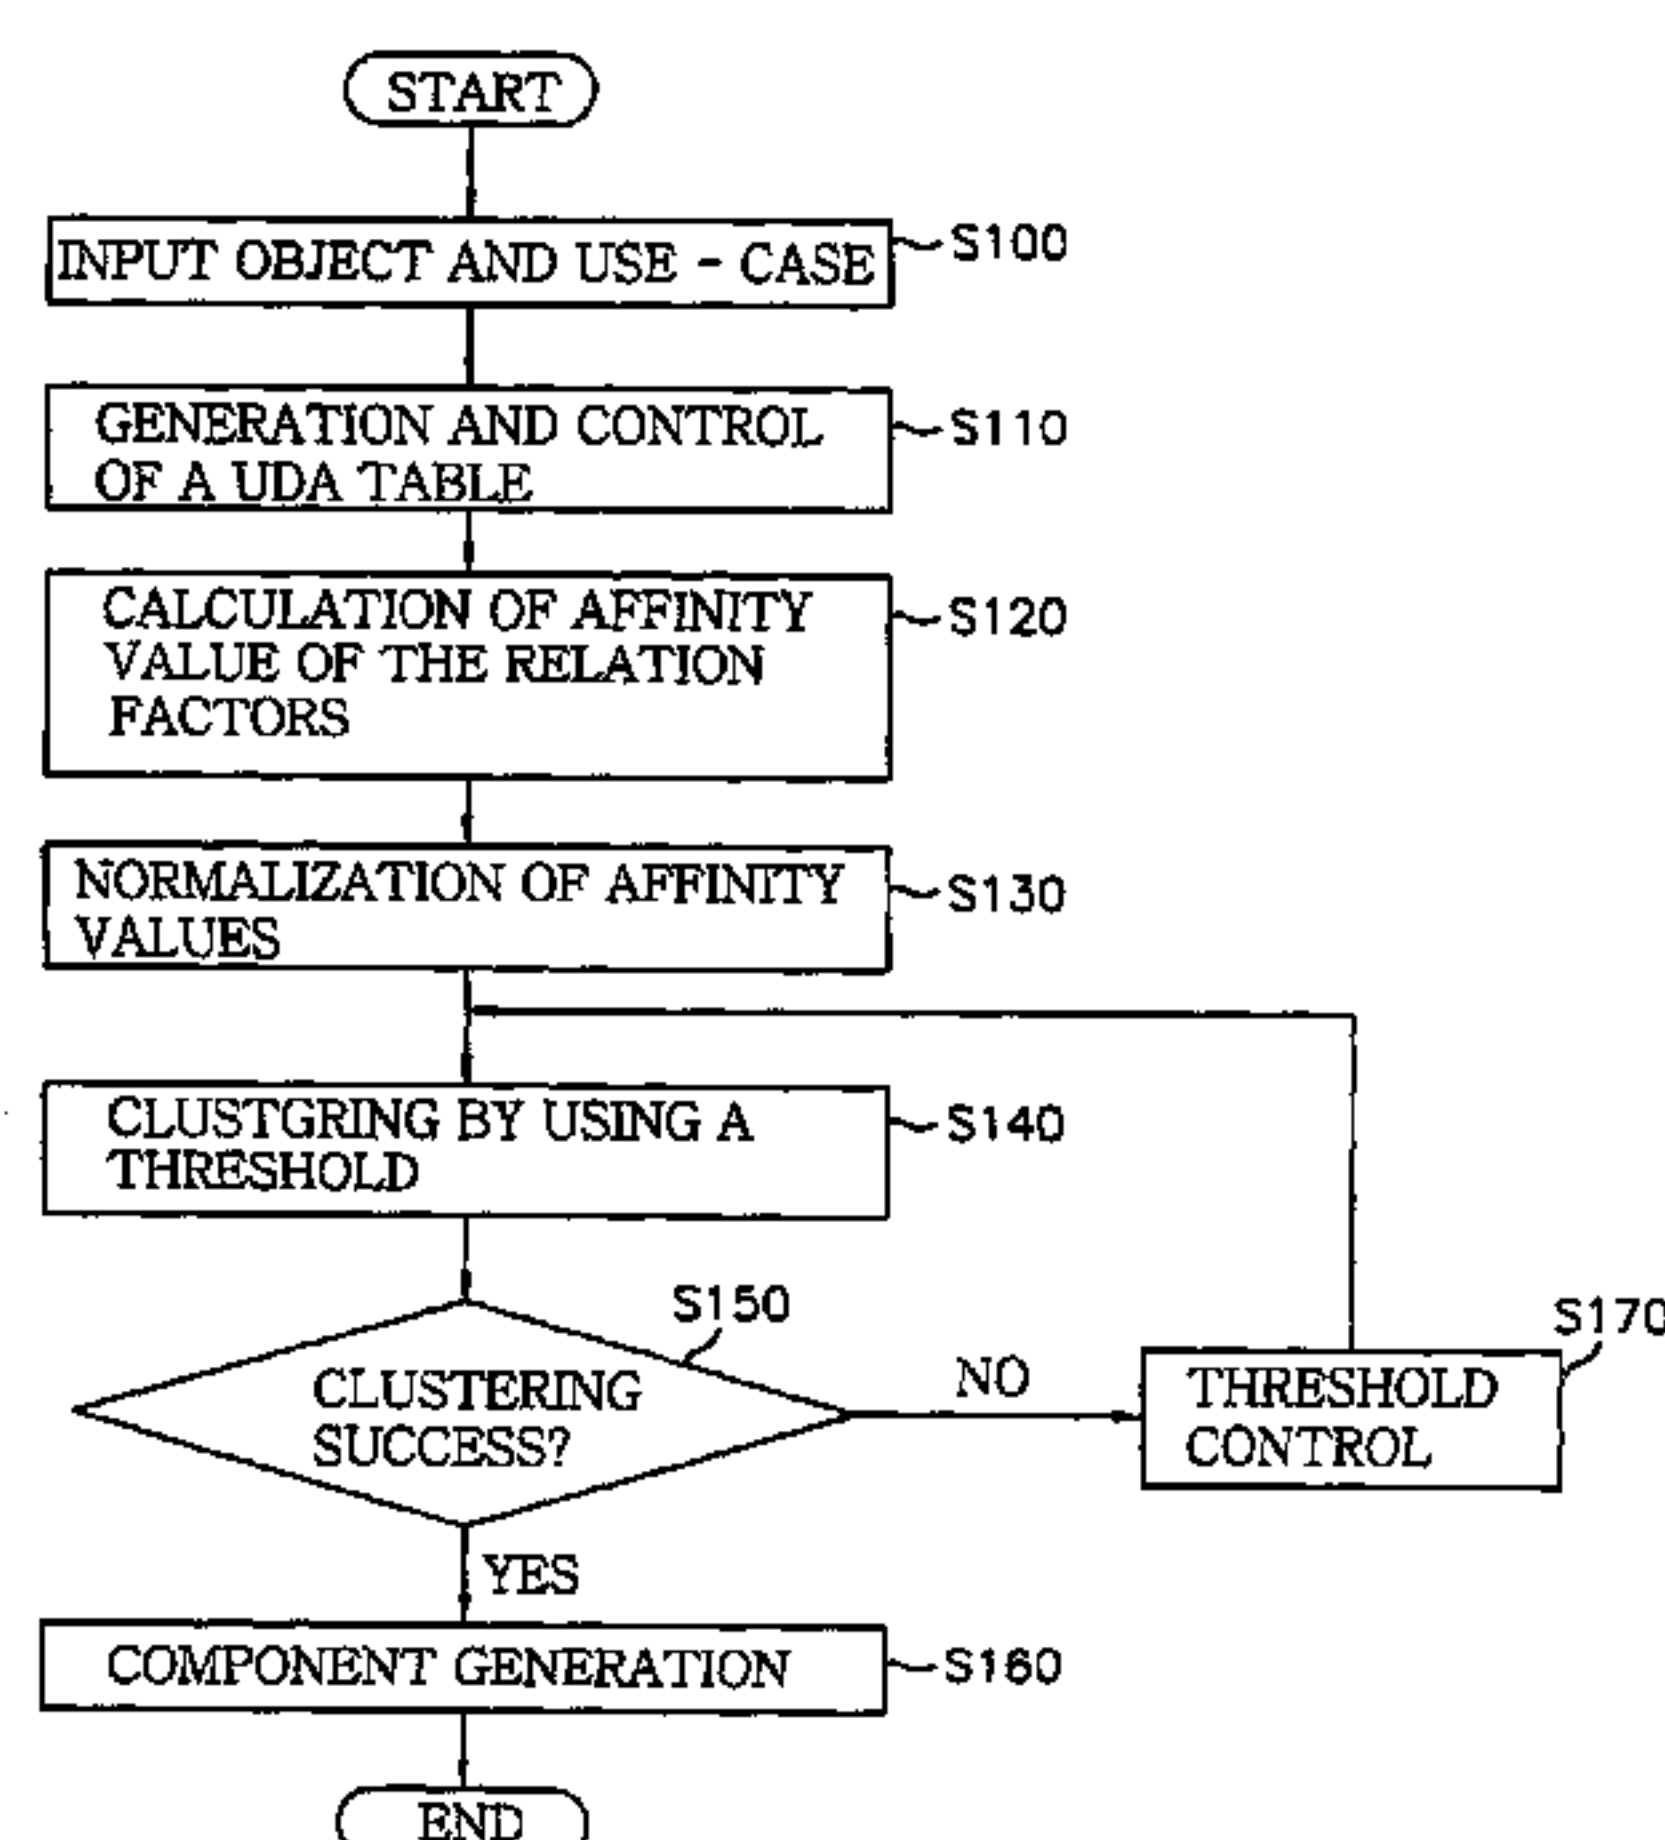 START
INPUT OBJECT AND USE - CASE
S100
GENERATION AND CONTROL
OF A UDA TABLE
S110
CALCULATION OF AFFINITY
VALUE OF THE RELATION
FACTORS
S120
NORMALIZATION OF AFFINITY
VALUES
S130
CLUSTGRING BY USING A
THRESHOLD
S140
S150
CLUSTERING
SUCCESS?
NO
S170
THRESHOLD
CONTROL
YES
COMPONENT GENERATION
S160
END